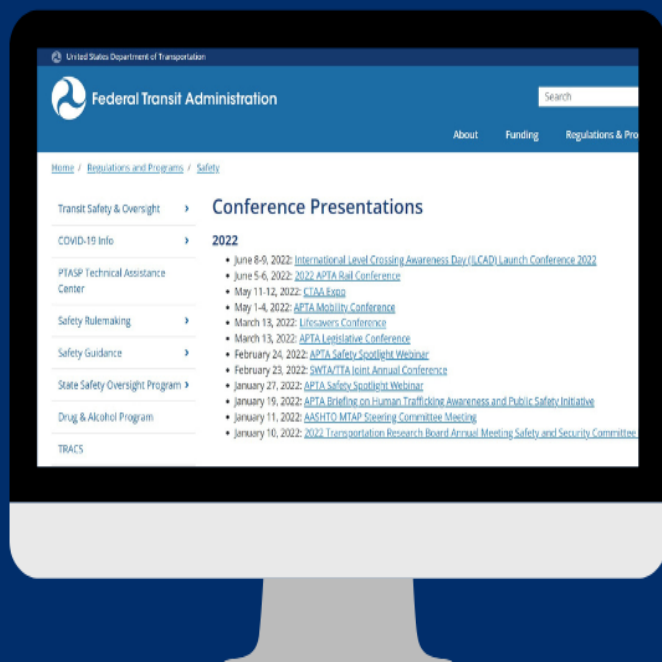 United States Department of Transportation
Federal Transit Administration
Search
About Funding Regulations & Pro
Home / Regulations and Programs / Safety
Transit Safety & Oversight >
COVID-19 Info >
PTASP Technical Assistance
Center
Safety Rulemaking >
Safety Guidance >
State Safety Oversight Program >
Drug & Alcohol Program
TRACS
Conference Presentations
2022
• June 8-9, 2022: International Level Crossing Awareness Day (ILCAD) Launch Conference 2022
• June 5-6, 2022: 2022 APTA Rail Conference
• May 11-12, 2022: CTAA Expo
• May 1-4, 2022: APTA Mobility Conference
• March 13, 2022: Lifesavers Conference
• March 13, 2022: APTA Legislative Conference
• February 24, 2022: APTA Safety Spotlight Webinar
• February 23, 2022: SWTA/TTA Joint Annual Conference
• January 27, 2022: APTA Safety Spotlight Webinar
• January 19, 2022: APTA Briefing on Human Trafficking Awareness and Public Safety Initiative
• January 11, 2022: AASHTO MTAP Steering Committee Meeting
• January 10, 2022: 2022 Transportation Research Board Annual Meeting Safety and Security Committee